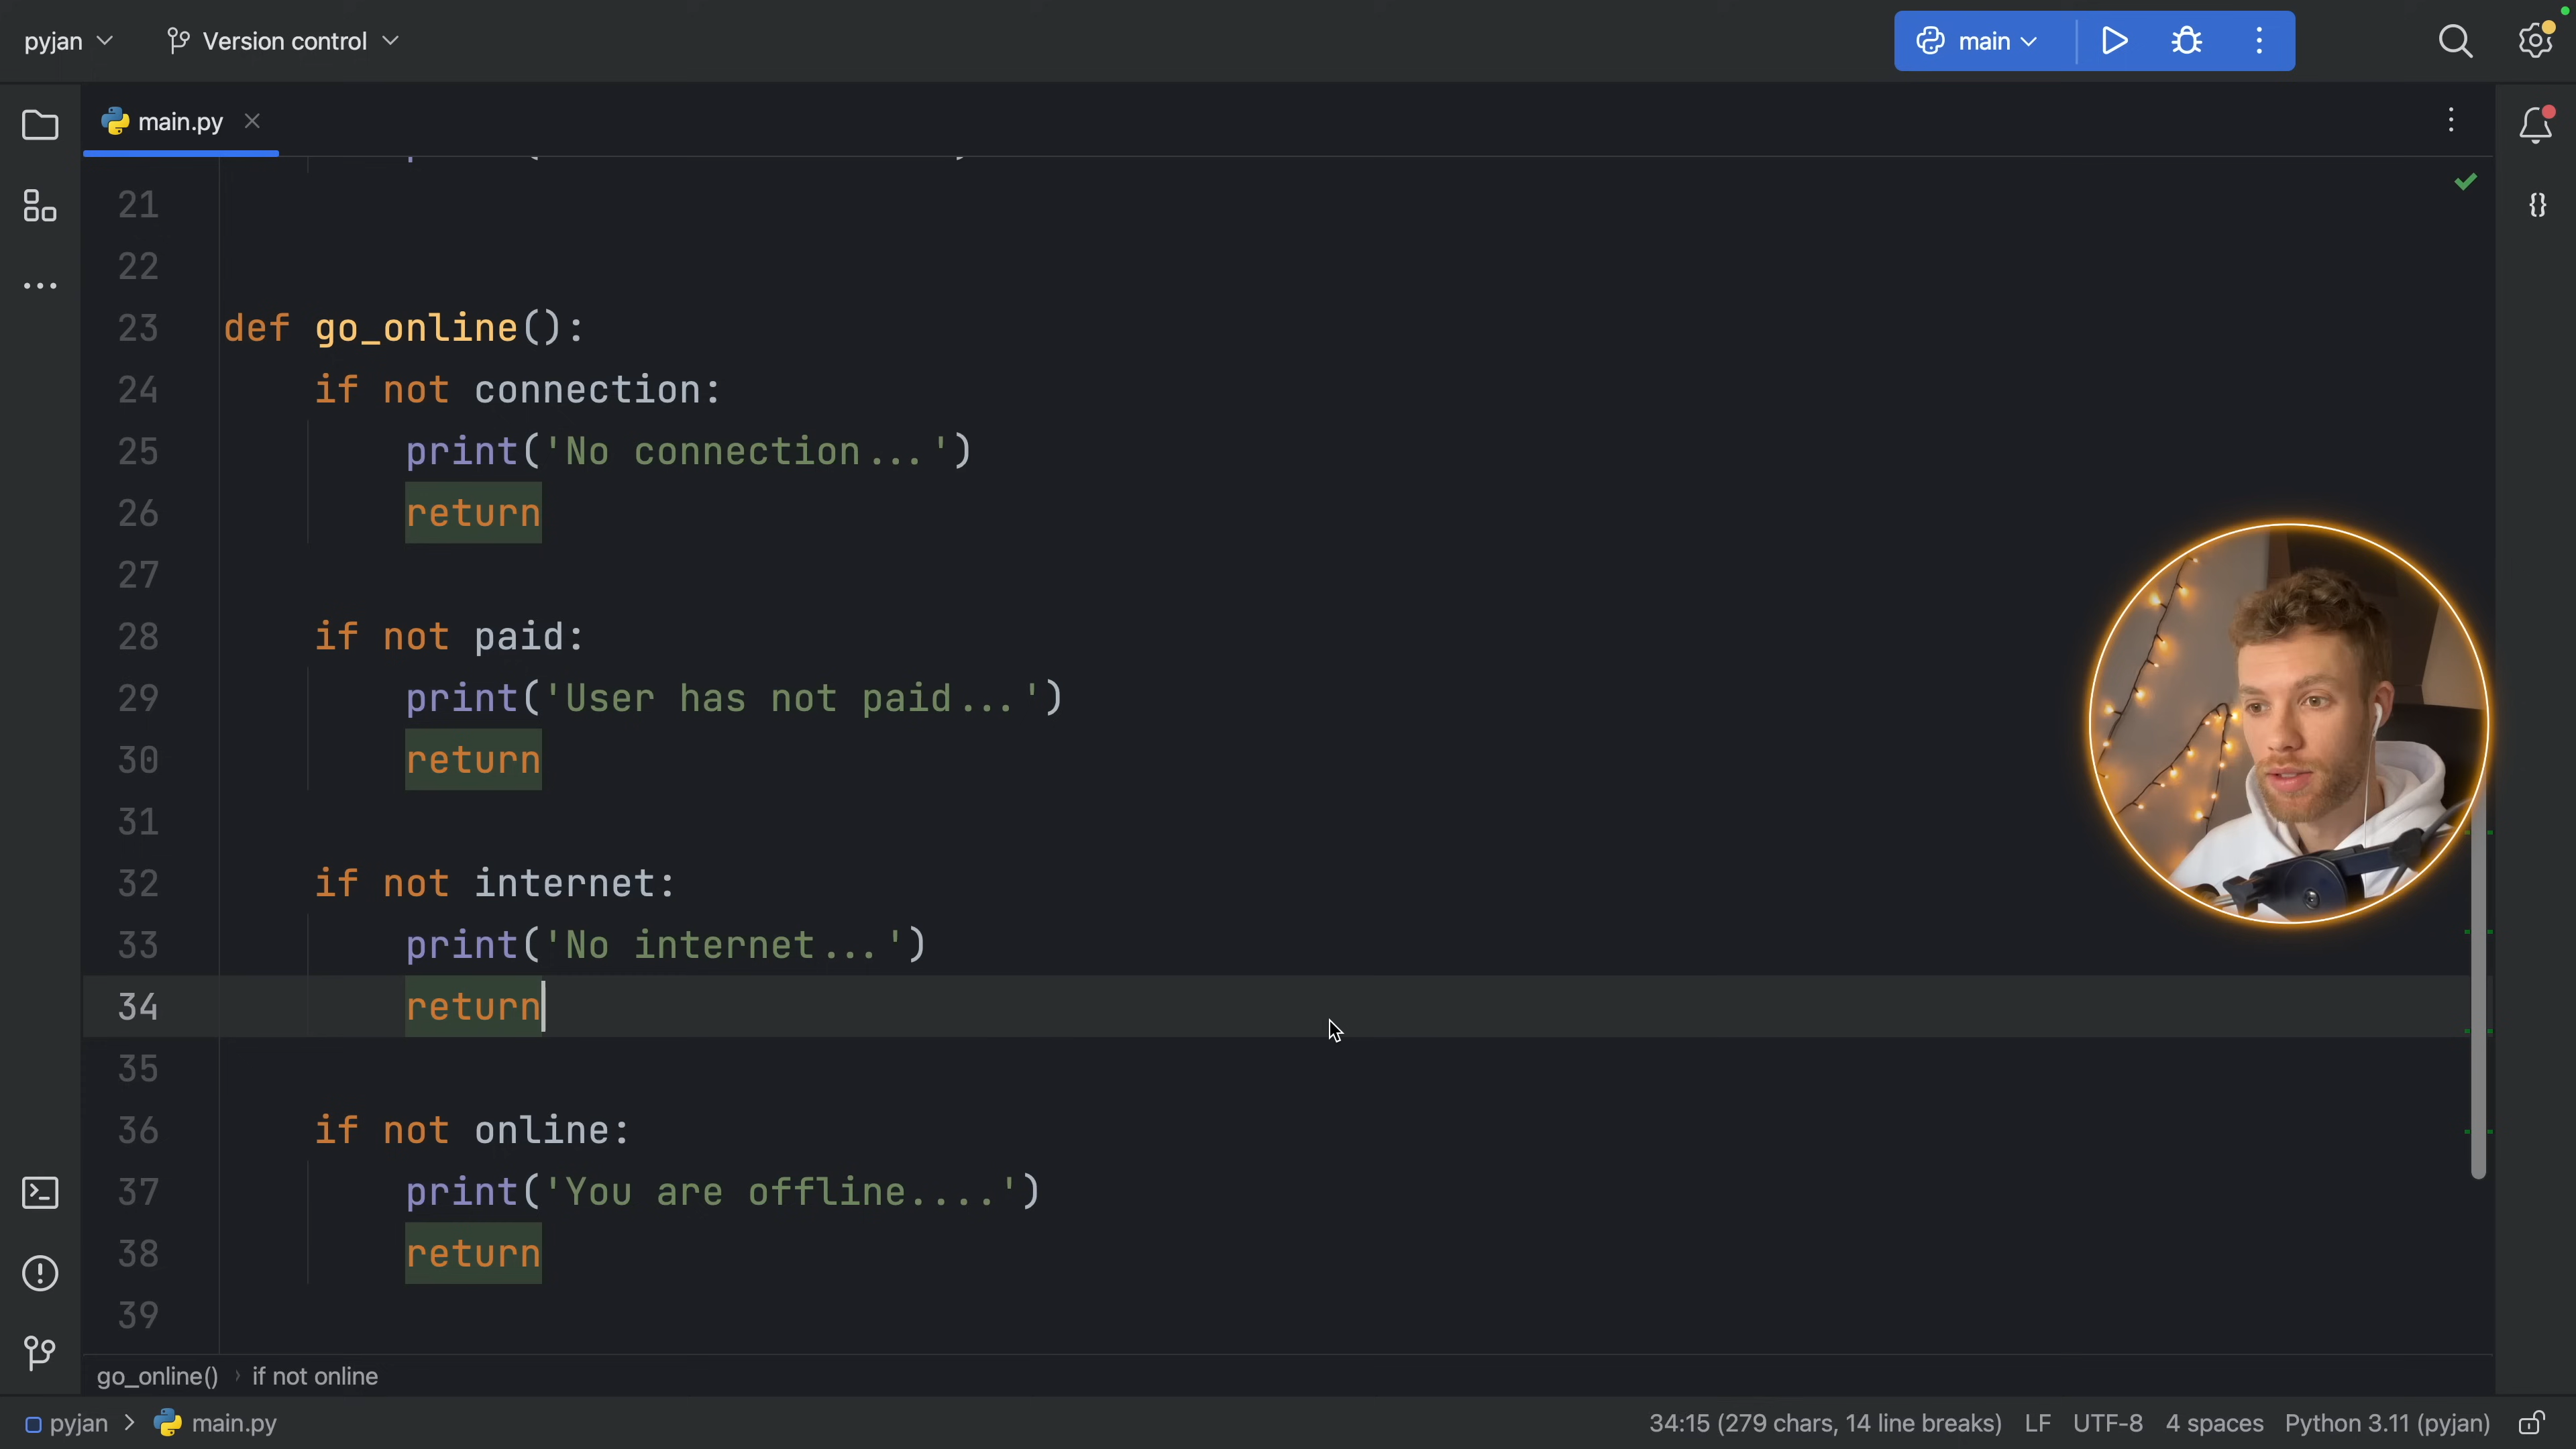 pyjan
Version control
main
main.py
21
22
23 def go_online():
24 if not connection:
25 print('No connection...')
26 return
27
28 if not paid:
29 print('User has not paid...')
30 return
31
32 if not internet:
33 print('No internet...')
34 return
35
36 if not online:
37 print('You are offline....')
38 return
39
go_online() › if not online
pyjan > main.py 34:15 (279 chars, 14 line breaks) LF UTF-8 4 spaces Python 3.11 (pyjan)